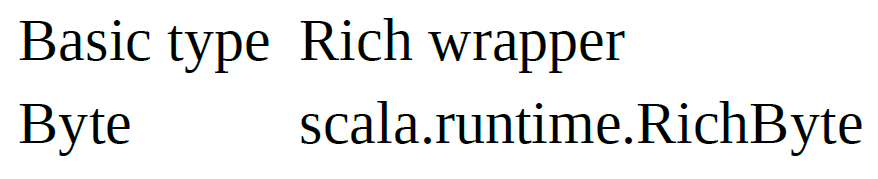 Basic type Rich wrapper
Byte scala.runtime.RichByte